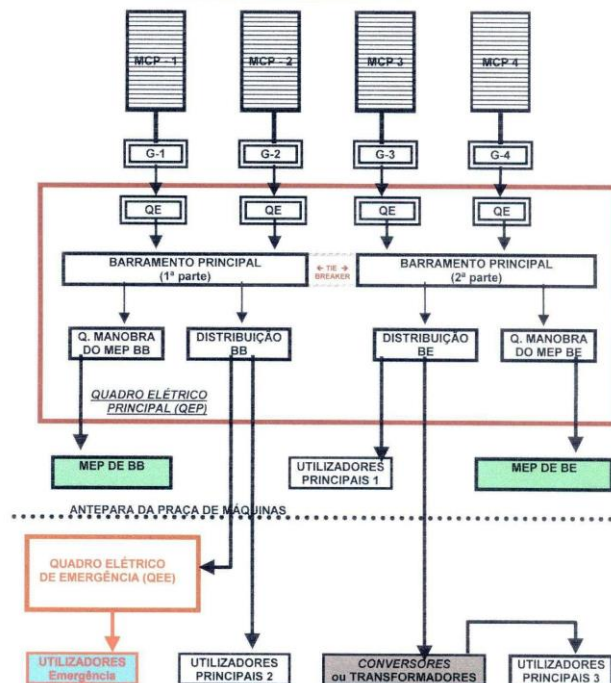 MCP - 1
MCP - 2
MCP 3
MCP 4
G-1
G-2
G-3
G-4
QE
QE
QE
QE
BARRAMENTO PRINCIPAL
(1ª parte)
← TIE →
BREAKER
BARRAMENTO PRINCIPAL
(2ª parte)
Q. MANOBRA
DO MEP BB
DISTRIBUIÇÃO
BB
DISTRIBUIÇÃO
BE
Q. MANOBRA
DO MEP BE
QUADRO ELÉTRICO
PRINCIPAL (QEP)
MEP DE BB
UTILIZADORES
PRINCIPAIS 1
MEP DE BE
ANTEPARA DA PRAÇA DE MÁQUINAS
QUADRO ELÉTRICO
DE EMERGÊNCIA (QEE)
UTILIZADORES
Emergência
UTILIZADORES
PRINCIPAIS 2
CONVERSORES
ou TRANSFORMADORES
UTILIZADORES
PRINCIPAIS 3